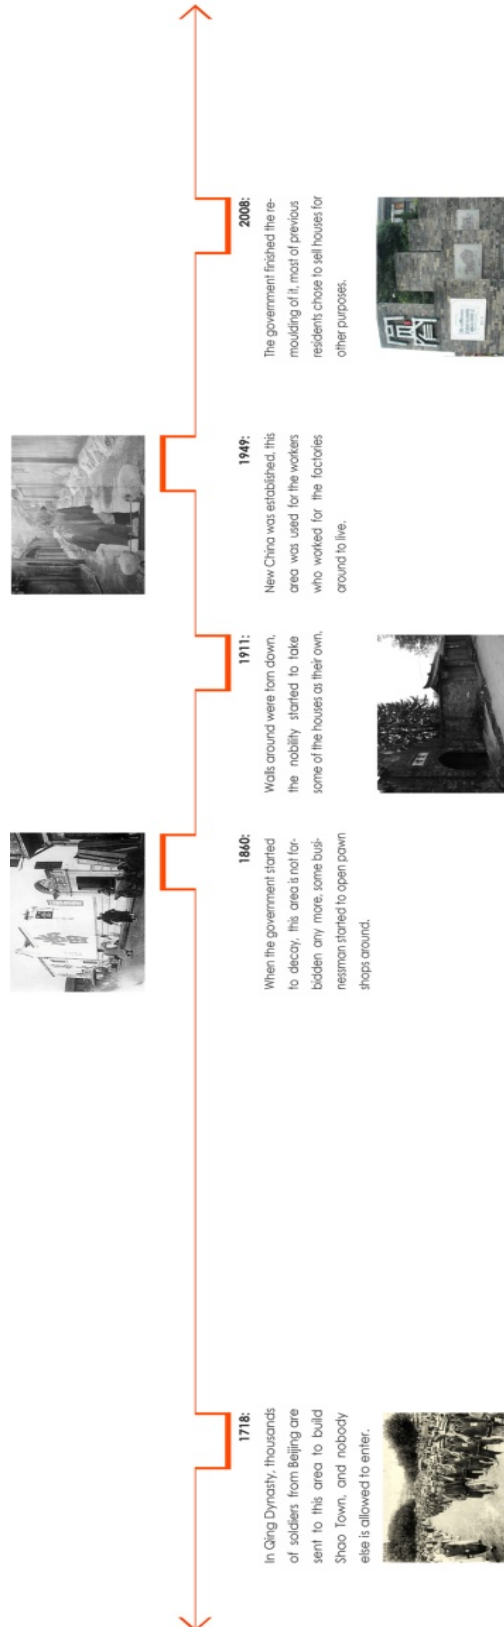 1718:
In Qing Dynasty, thousands
of soldiers from Beijing are
sent to this area to build
Shao Town, and nobody
else is allowed to enter.
1860:
When the government started
to decay, this area is not for-
bidden any more, some busi-
nessman started to open pawn
shops around.
1911:
Walls around were torn down,
the nobility started to take
some of the houses as their own.
1949:
New China was established, this
area was used for the workers
who worked for the factories
around to live.
2008:
The government finished the re-
moulding of it, most of previous
residents chose to sell houses for
other purposes.